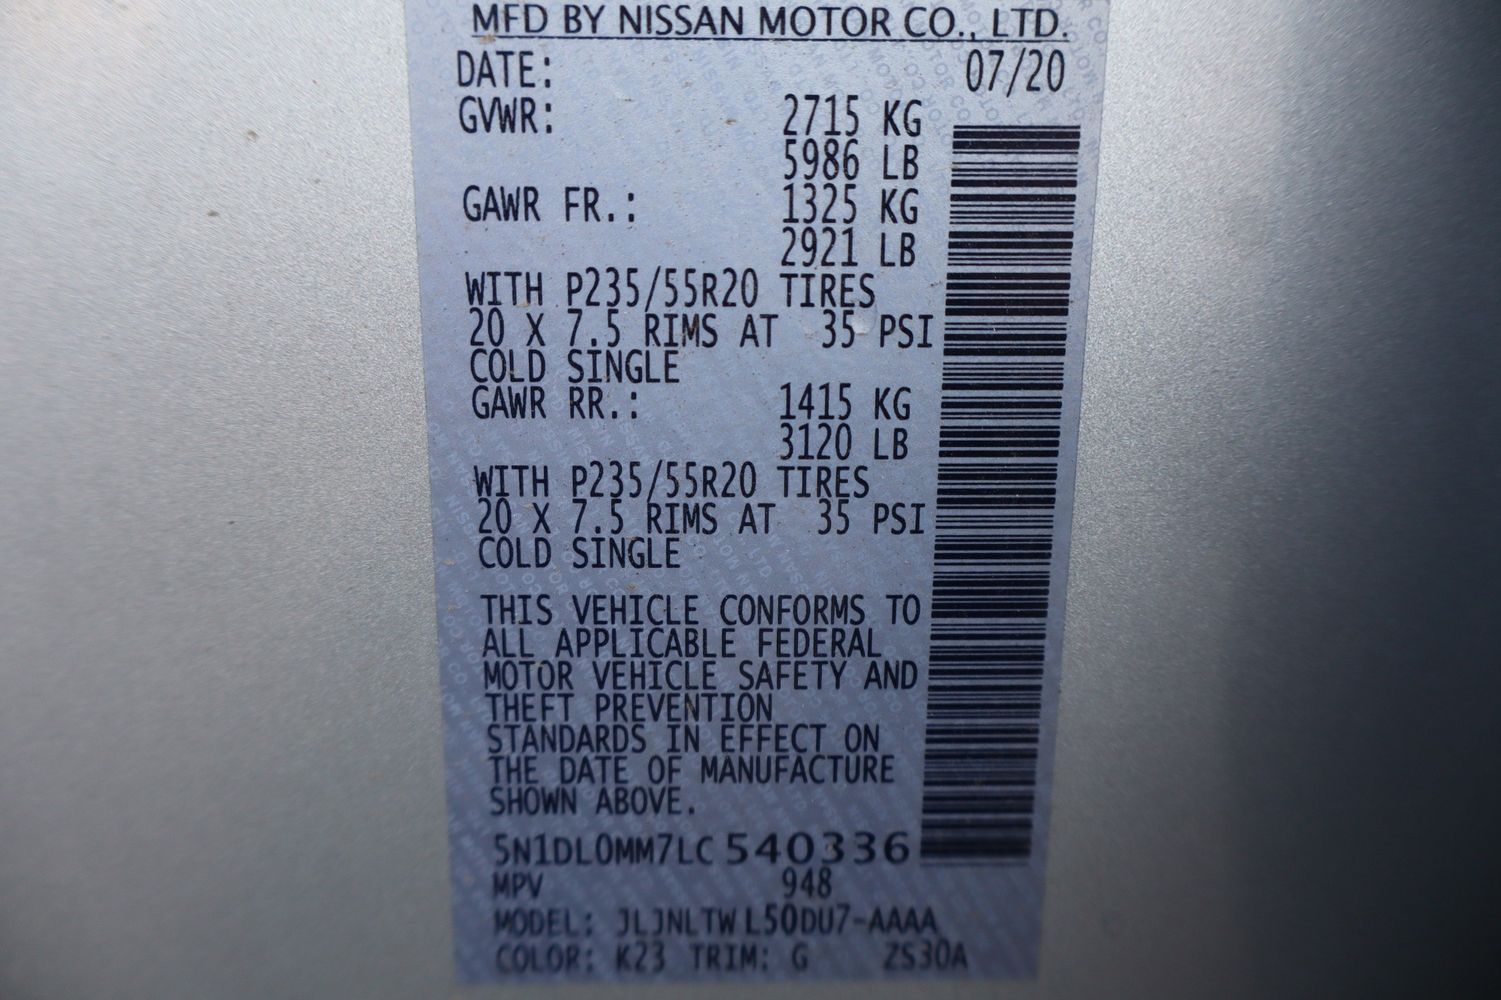 MFD BY NISSAN MOTOR CO., LTD.
DATE: 07/20
GVWR: 2715 KG
5986 LB
GAWR FR.: 1325 KG
2921 LB
WITH P235/55R20 TIRES
20 X 7.5 RIMS AT 35 PSI
COLD SINGLE
GAWR RR.: 1415 KG
3120 LB
WITH P235/55R20 TIRES
20 X 7.5 RIMS AT 35 PSI
COLD SINGLE
THIS VEHICLE CONFORMS TO
ALL APPLICABLE FEDERAL
MOTOR VEHICLE SAFETY AND
THEFT PREVENTION
STANDARDS IN EFFECT ON
THE DATE OF MANUFACTURE
SHOWN ABOVE.
5N1DL0MM7LC540336
MPV 948
MODEL: JLJNLTWL50DU7-AAAA
COLOR: K23 TRIM: G ZS30A